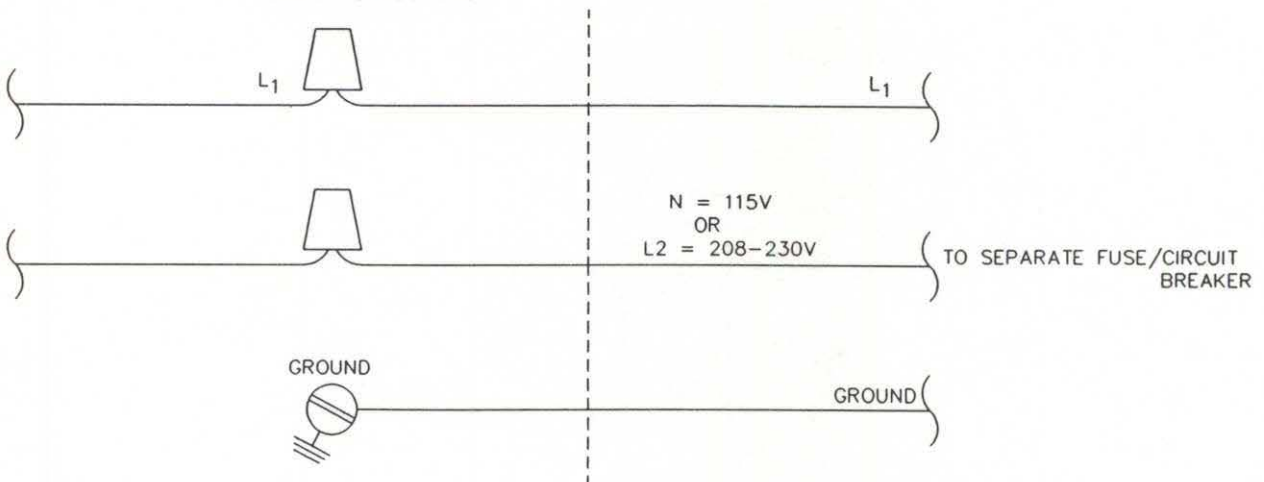 L1
L1
N = 115V
OR
L2 = 208-230V
TO SEPARATE FUSE/CIRCUIT
BREAKER
GROUND
GROUND